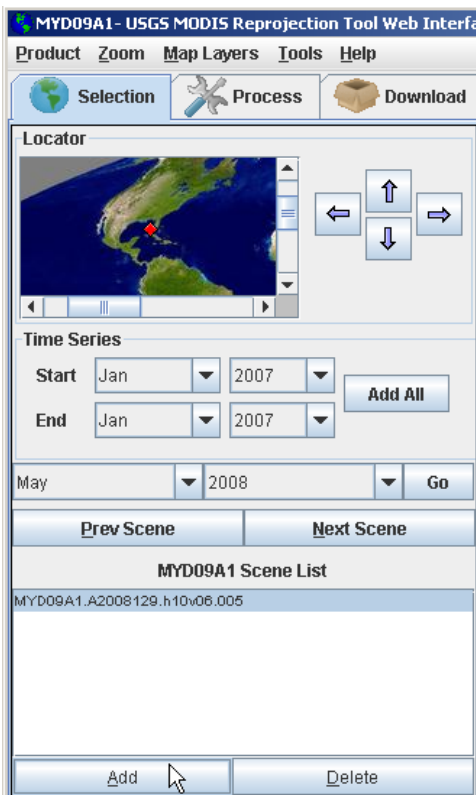 MYD09A1- USGS MODIS Reprojection Tool Web Interfa
Product Zoom Map Layers Tools Help
Selection Process Download
Locator
Time Series
Start Jan 2007
Add All
End Jan 2007
May 2008 Go
Prev Scene Next Scene
MYD09A1 Scene List
MYD09A1.A2008129.h10v06.005
Add Delete